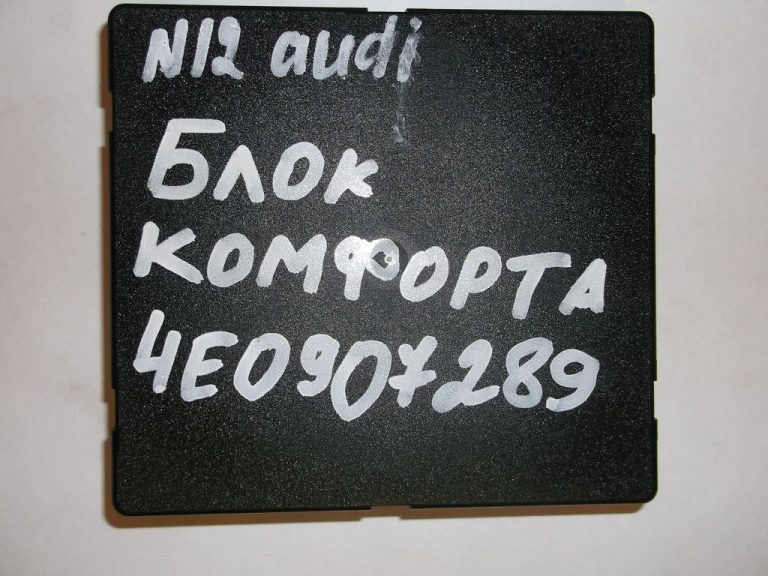 N12 audi
Блок
комфорта
4E0907289